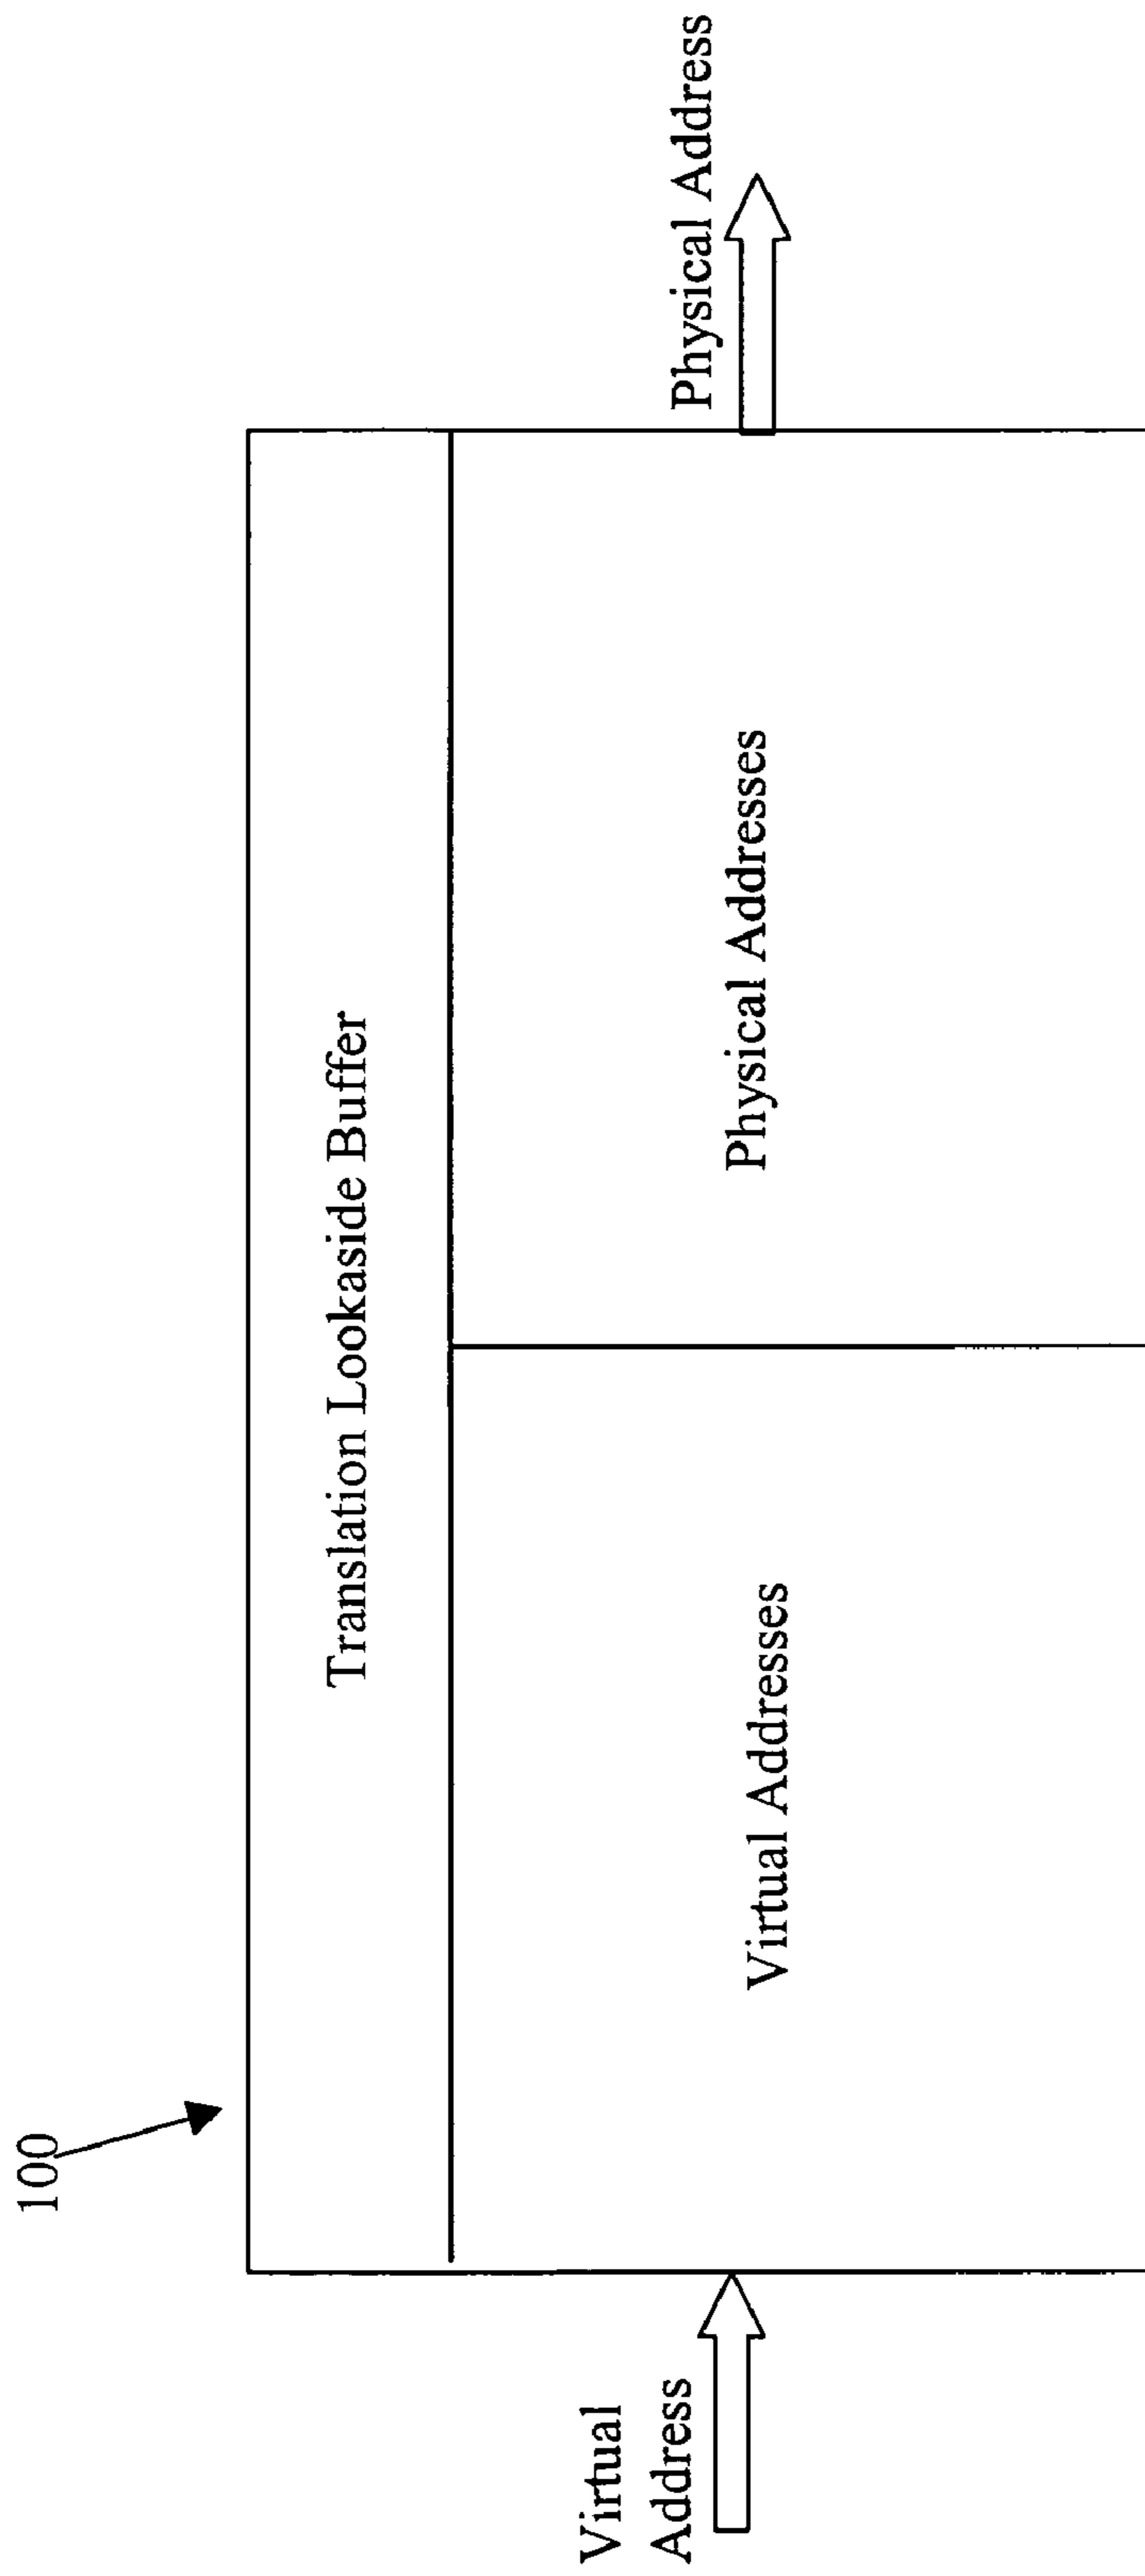 100
Translation Lookaside Buffer
Virtual
Address
Virtual Addresses
Physical Addresses
Physical Address